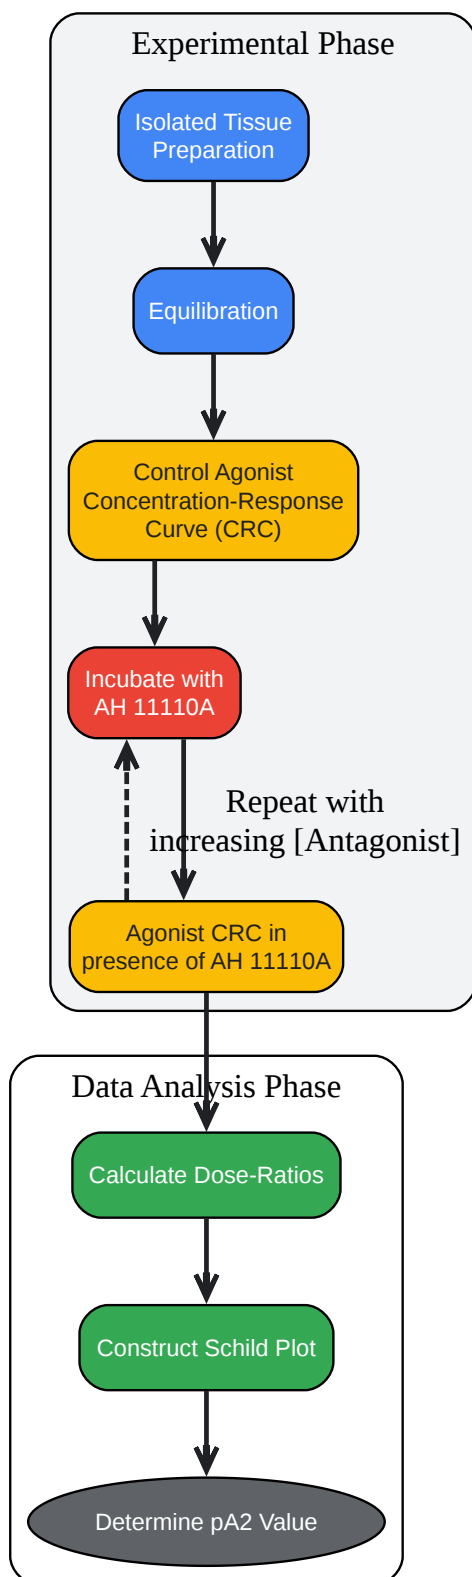 Experimental Phase
Isolated Tissue
Preparation
Equilibration
Control Agonist
Concentration-Response
Curve (CRC)
Incubate with
AH 11110A
Repeat with
increasing [Antagonist]
Agonist CRC in
presence of AH 11110A
Data Analysis Phase
Calculate Dose-Ratios
Construct Schild Plot
Determine pA2 Value